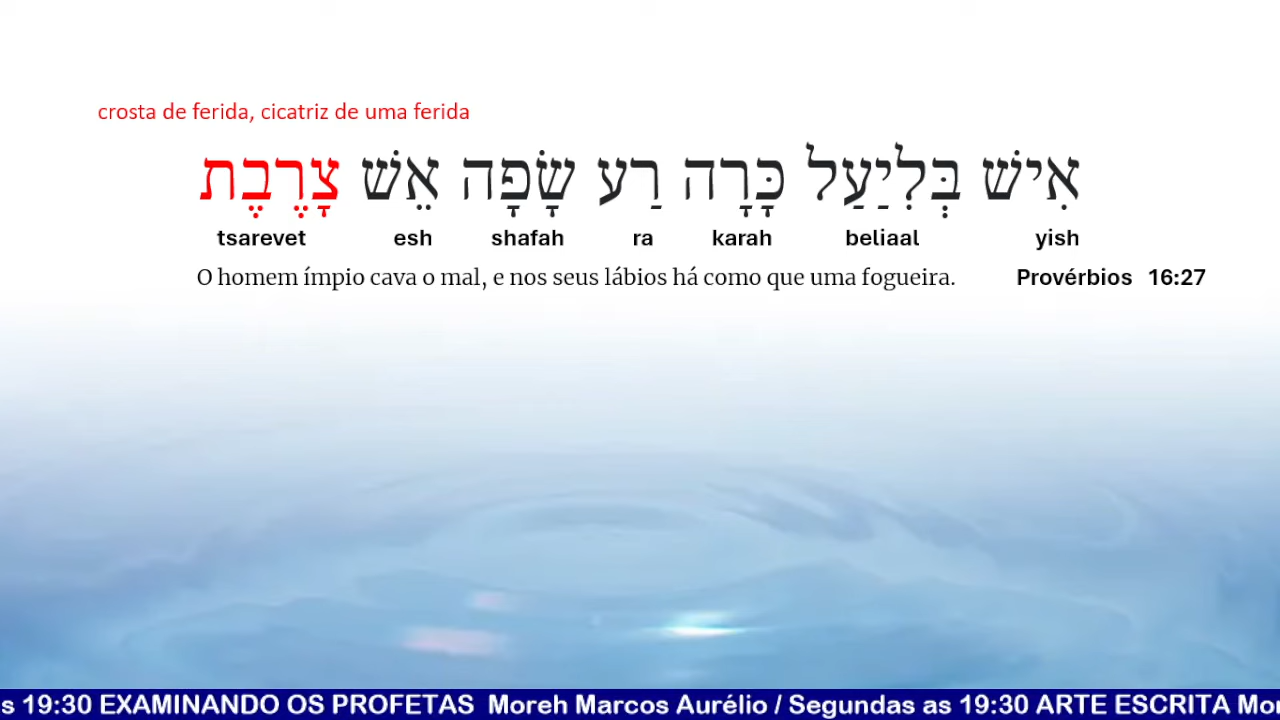 crosta de ferida, cicatriz de uma ferida
אִישׁ בְּלִיַעַל כָּרָה רַע שָׂפָה אֵשׁ צָרֶבֶת
tsarevet esh shafah ra karah beliaal yish
O homem ímpio cava o mal, e nos seus lábios há como que uma fogueira. Provérbios 16:27
s 19:30 EXAMINANDO OS PROFETAS Moreh Marcos Aurélio / Segundas as 19:30 ARTE ESCRITA Mo